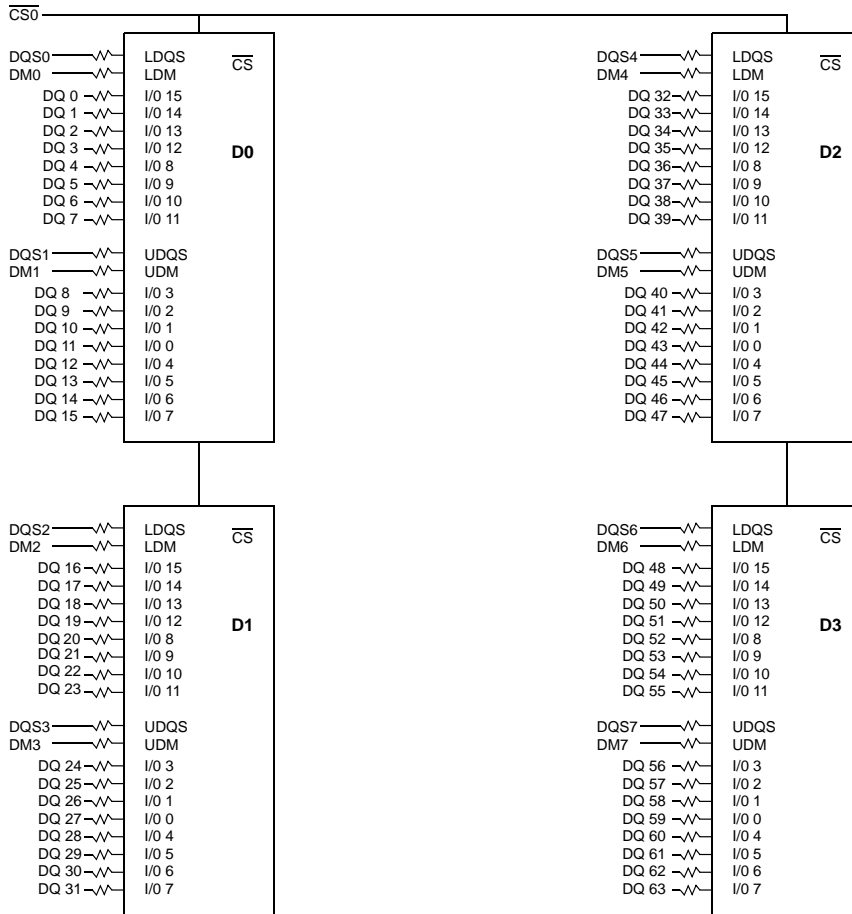 CS0
DQS0 LDQS CS
DM0 LDM
DQ 0 I/0 15
DQ 1 I/0 14
DQ 2 I/0 13
DQ 3 I/0 12 D0
DQ 4 I/0 8
DQ 5 I/0 9
DQ 6 I/0 10
DQ 7 I/0 11
DQS1 UDQS
DM1 UDM
DQ 8 I/0 3
DQ 9 I/0 2
DQ 10 I/0 1
DQ 11 I/0 0
DQ 12 I/0 4
DQ 13 I/0 5
DQ 14 I/0 6
DQ 15 I/0 7
DQS4 LDQS CS
DM4 LDM
DQ 32 I/0 15
DQ 33 I/0 14
DQ 34 I/0 13
DQ 35 I/0 12 D2
DQ 36 I/0 8
DQ 37 I/0 9
DQ 38 I/0 10
DQ 39 I/0 11
DQS5 UDQS
DM5 UDM
DQ 40 I/0 3
DQ 41 I/0 2
DQ 42 I/0 1
DQ 43 I/0 0
DQ 44 I/0 4
DQ 45 I/0 5
DQ 46 I/0 6
DQ 47 I/0 7
DQS2 LDQS CS
DM2 LDM
DQ 16 I/0 15
DQ 17 I/0 14
DQ 18 I/0 13
DQ 19 I/0 12 D1
DQ 20 I/0 8
DQ 21 I/0 9
DQ 22 I/0 10
DQ 23 I/0 11
DQS3 UDQS
DM3 UDM
DQ 24 I/0 3
DQ 25 I/0 2
DQ 26 I/0 1
DQ 27 I/0 0
DQ 28 I/0 4
DQ 29 I/0 5
DQ 30 I/0 6
DQ 31 I/0 7
DQS6 LDQS CS
DM6 LDM
DQ 48 I/0 15
DQ 49 I/0 14
DQ 50 I/0 13
DQ 51 I/0 12 D3
DQ 52 I/0 8
DQ 53 I/0 9
DQ 54 I/0 10
DQ 55 I/0 11
DQS7 UDQS
DM7 UDM
DQ 56 I/0 3
DQ 57 I/0 2
DQ 58 I/0 1
DQ 59 I/0 0
DQ 60 I/0 4
DQ 61 I/0 5
DQ 62 I/0 6
DQ 63 I/0 7